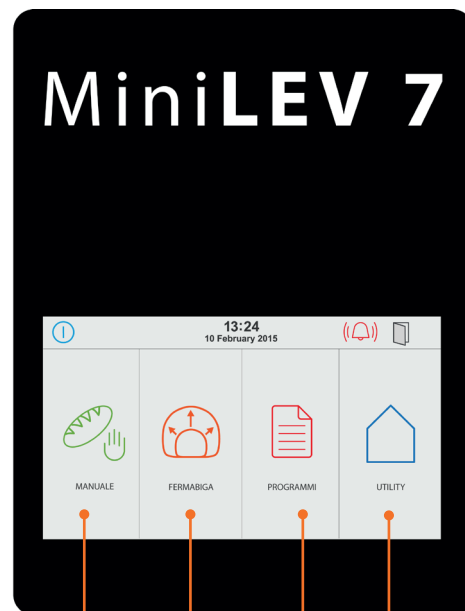 MiniLEV 7
13:24
10 February 2015
MANUALE
FERMABIGA
PROGRAMMI
UTILITY